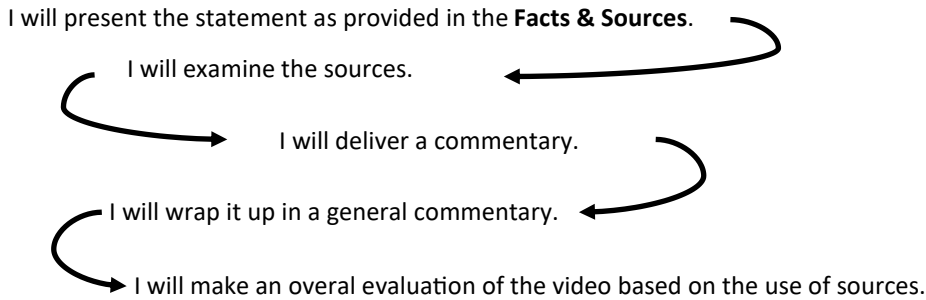 I will present the statement as provided in the Facts & Sources.
I will examine the sources.
I will deliver a commentary.
I will wrap it up in a general commentary.
I will make an overal evaluation of the video based on the use of sources.